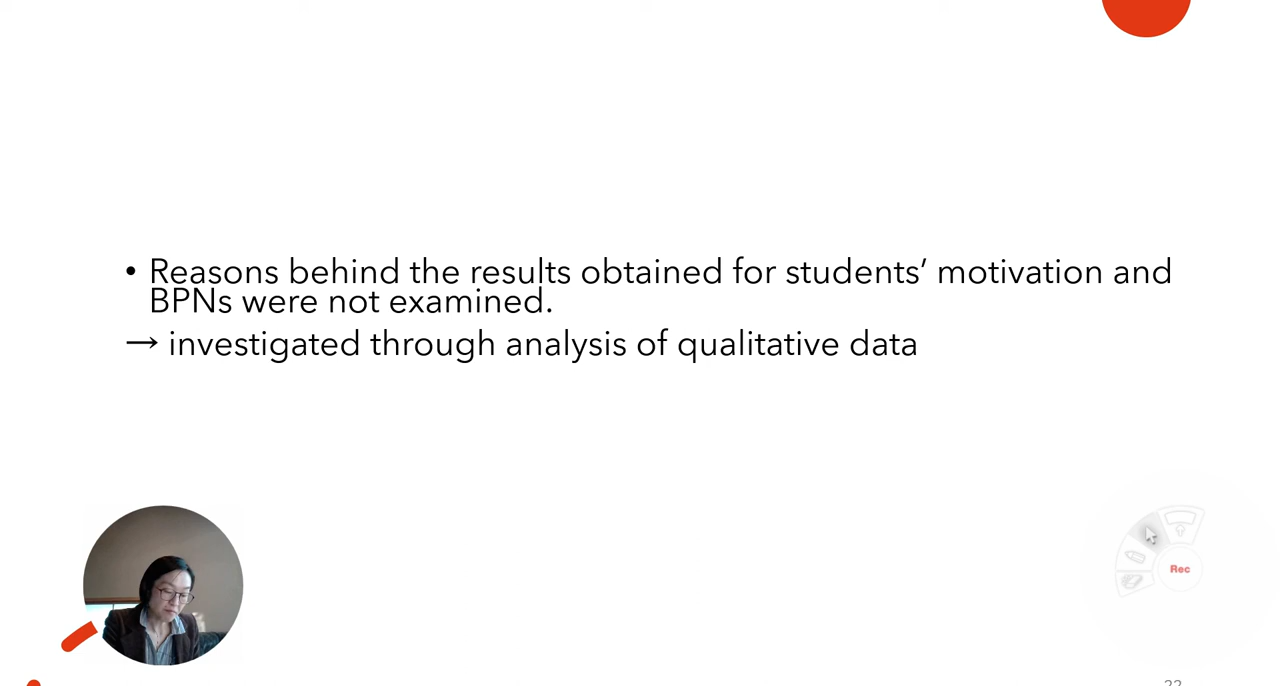 • Reasons behind the results obtained for students’ motivation and
BPNs were not examined.
→ investigated through analysis of qualitative data
Rec
22